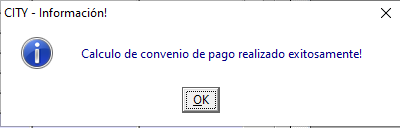 CITY - Información!
Calculo de convenio de pago realizado exitosamente!
OK